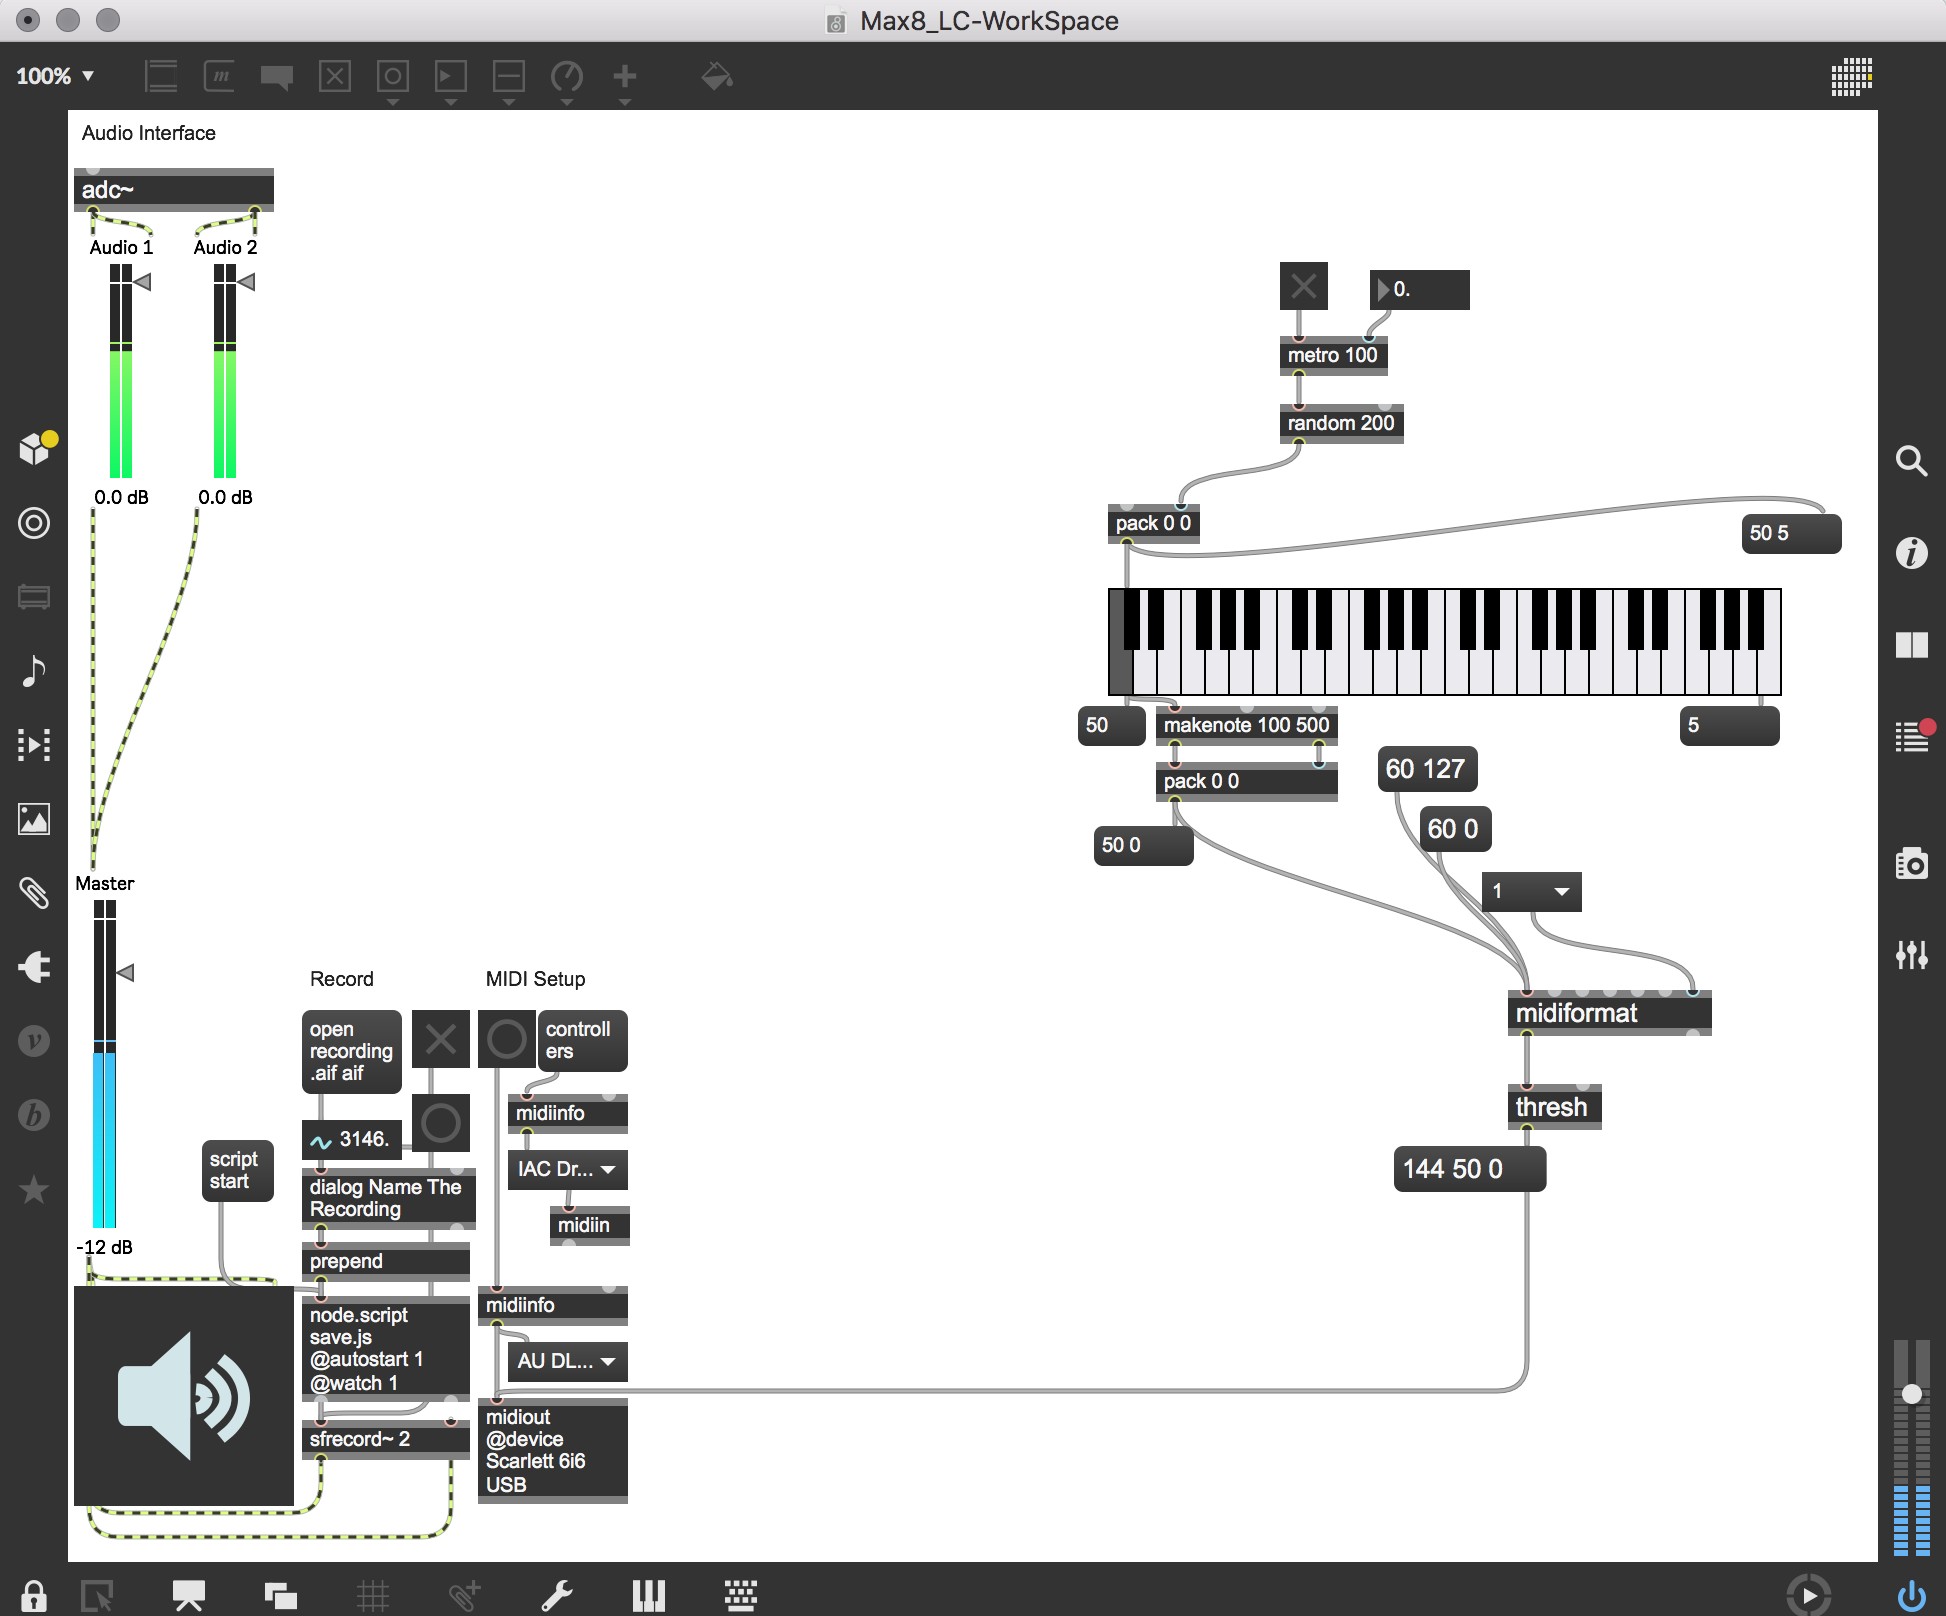 Max8_LC-WorkSpace
100%
m
Audio Interface
adc~
Audio 1
Audio 2
0.0 dB
0.0 dB
0.
metro 100
random 200
pack 0 0
50 5
50
makenote 100 500
5
pack 0 0
60 127
50 0
60 0
1
midiformat
thresh
144 50 0
Master
-12 dB
Record
MIDI Setup
open
recording
.aif aif
controll
ers
midiinfo
3146.
script
start
IAC Dr...
dialog Name The
Recording
midiin
prepend
midiinfo
node.script
save.js
@autostart 1
@watch 1
AU DL...
sfrecord~ 2
midiout
@device
Scarlett 6i6
USB
v
b
i